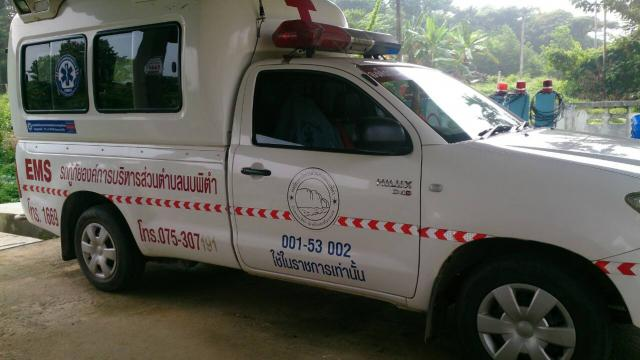 EMS รถกู้ชีพองค์การบริหารส่วนตำบลนบพิตำ
โทร. 1669
โทร.075-307191
HILUX
D4D
001-53 002
ใช้ในราชการเท่านั้น